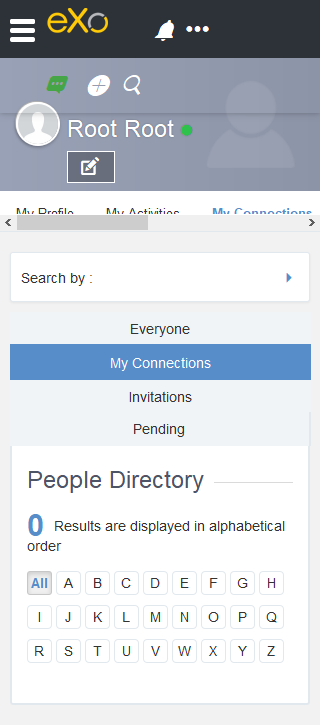 eXo
Root Root
My Profile My Activities My Connections
Search by :
Everyone
My Connections
Invitations
Pending
People Directory
0 Results are displayed in alphabetical
order
All A B C D E F G H
I J K L M N O P Q
R S T U V W X Y Z